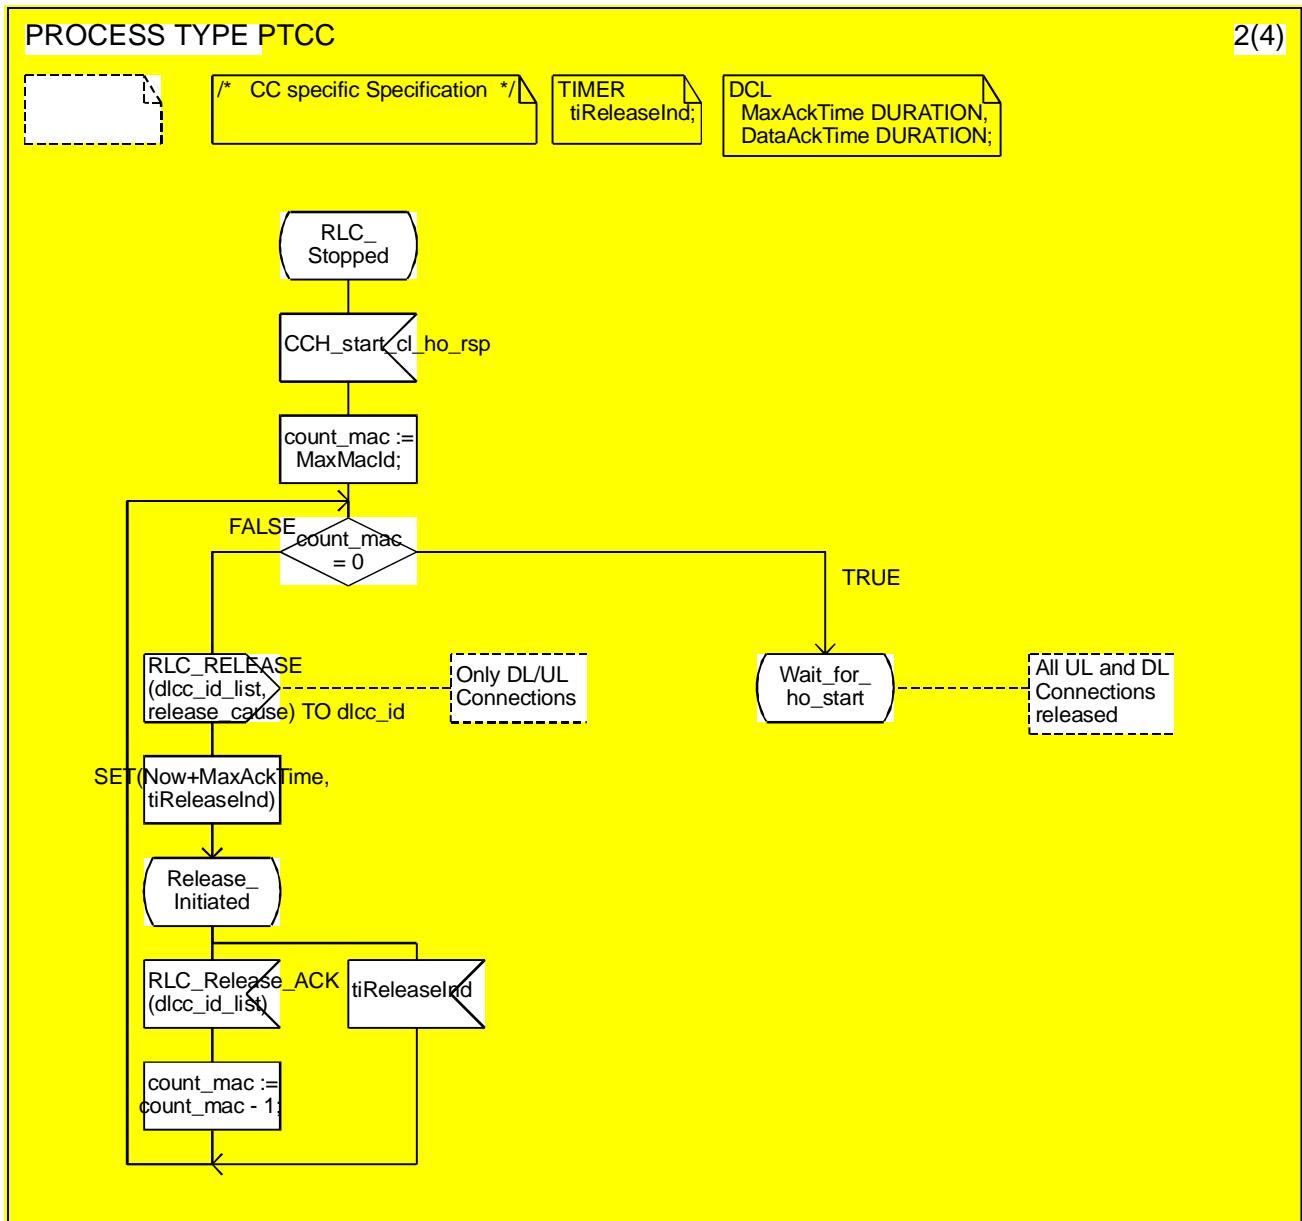 PROCESS TYPE PTCC
2(4)
/* CC specific Specification */
TIMER
tiReleaseInd;
DCL
MaxAckTime DURATION,
DataAckTime DURATION;
RLC_
Stopped
CCH_start_cl_ho_rsp
count_mac :=
MaxMacId;
FALSE
count_mac
= 0
TRUE
RLC_RELEASE
(dlcc_id_list,
release_cause) TO dlcc_id
Only DL/UL
Connections
Wait_for_
ho_start
All UL and DL
Connections
released
SET(Now+MaxAckTime,
tiReleaseInd)
Release_
Initiated
RLC_Release_ACK
(dlcc_id_list)
tiReleaseInd
count_mac :=
count_mac - 1;